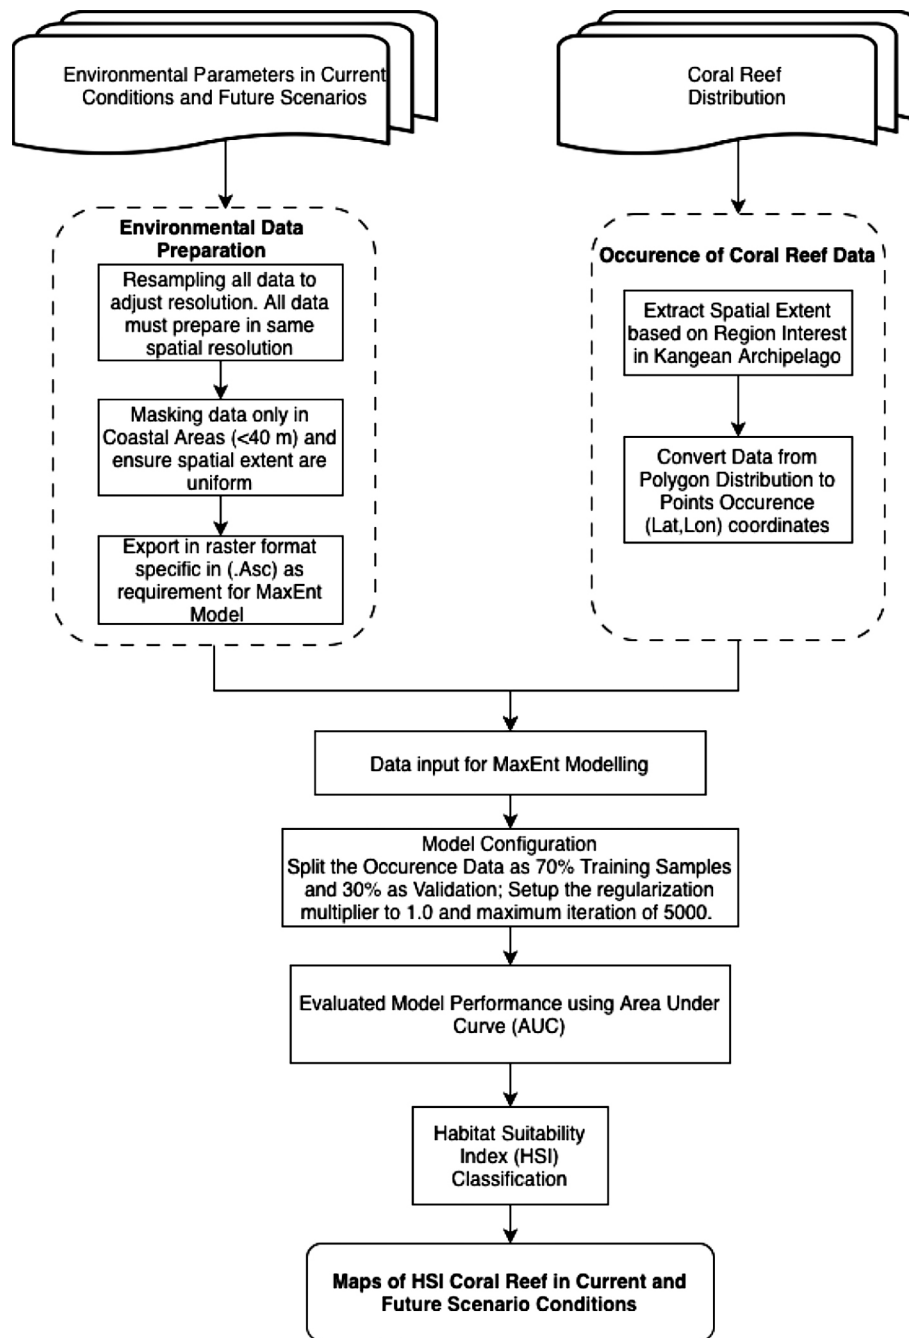 Environmental Parameters in Current
Conditions and Future Scenarios
Coral Reef
Distribution
Environmental Data
Preparation
Resampling all data to
adjust resolution. All data
must prepare in same
spatial resolution
Masking data only in
Coastal Areas (<40 m) and
ensure spatial extent are
uniform
Export in raster format
specific in (.Asc) as
requirement for MaxEnt
Model
Occurence of Coral Reef Data
Extract Spatial Extent
based on Region Interest
in Kangean Archipelago
Convert Data from
Polygon Distribution to
Points Occurence
(Lat,Lon) coordinates
Data input for MaxEnt Modelling
Model Configuration
Split the Occurence Data as 70% Training Samples
and 30% as Validation; Setup the regularization
multiplier to 1.0 and maximum iteration of 5000.
Evaluated Model Performance using Area Under
Curve (AUC)
Habitat Suitability
Index (HSI)
Classification
Maps of HSI Coral Reef in Current and
Future Scenario Conditions